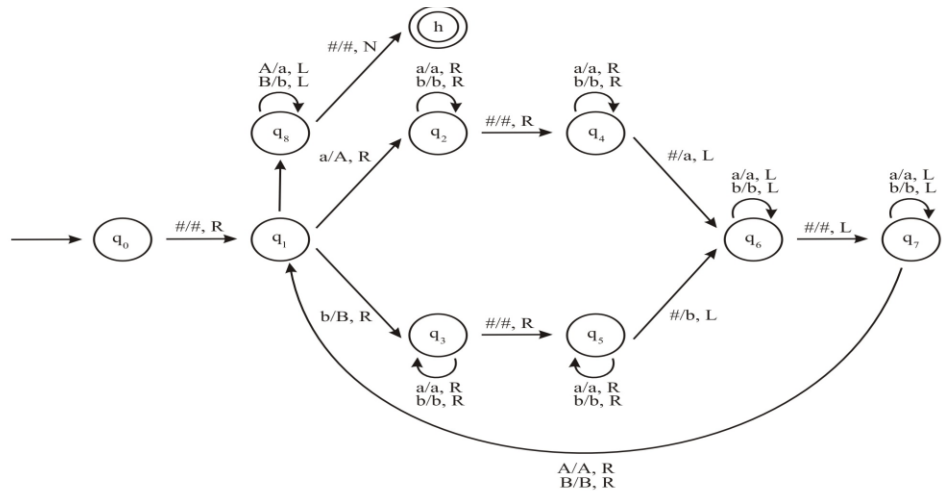 h
#/#, N
A/a, L
B/b, L
a/a, R
b/b, R
a/a, R
b/b, R
q₈
q₂
#/#, R
q₄
a/A, R
#/a, L
a/a, L
b/b, L
a/a, L
b/b, L
q₀
#/#, R
q₁
q₆
#/#, L
q₇
b/B, R
#/#, R
#/b, L
q₃
q₅
a/a, R
b/b, R
a/a, R
b/b, R
A/A, R
B/B, R